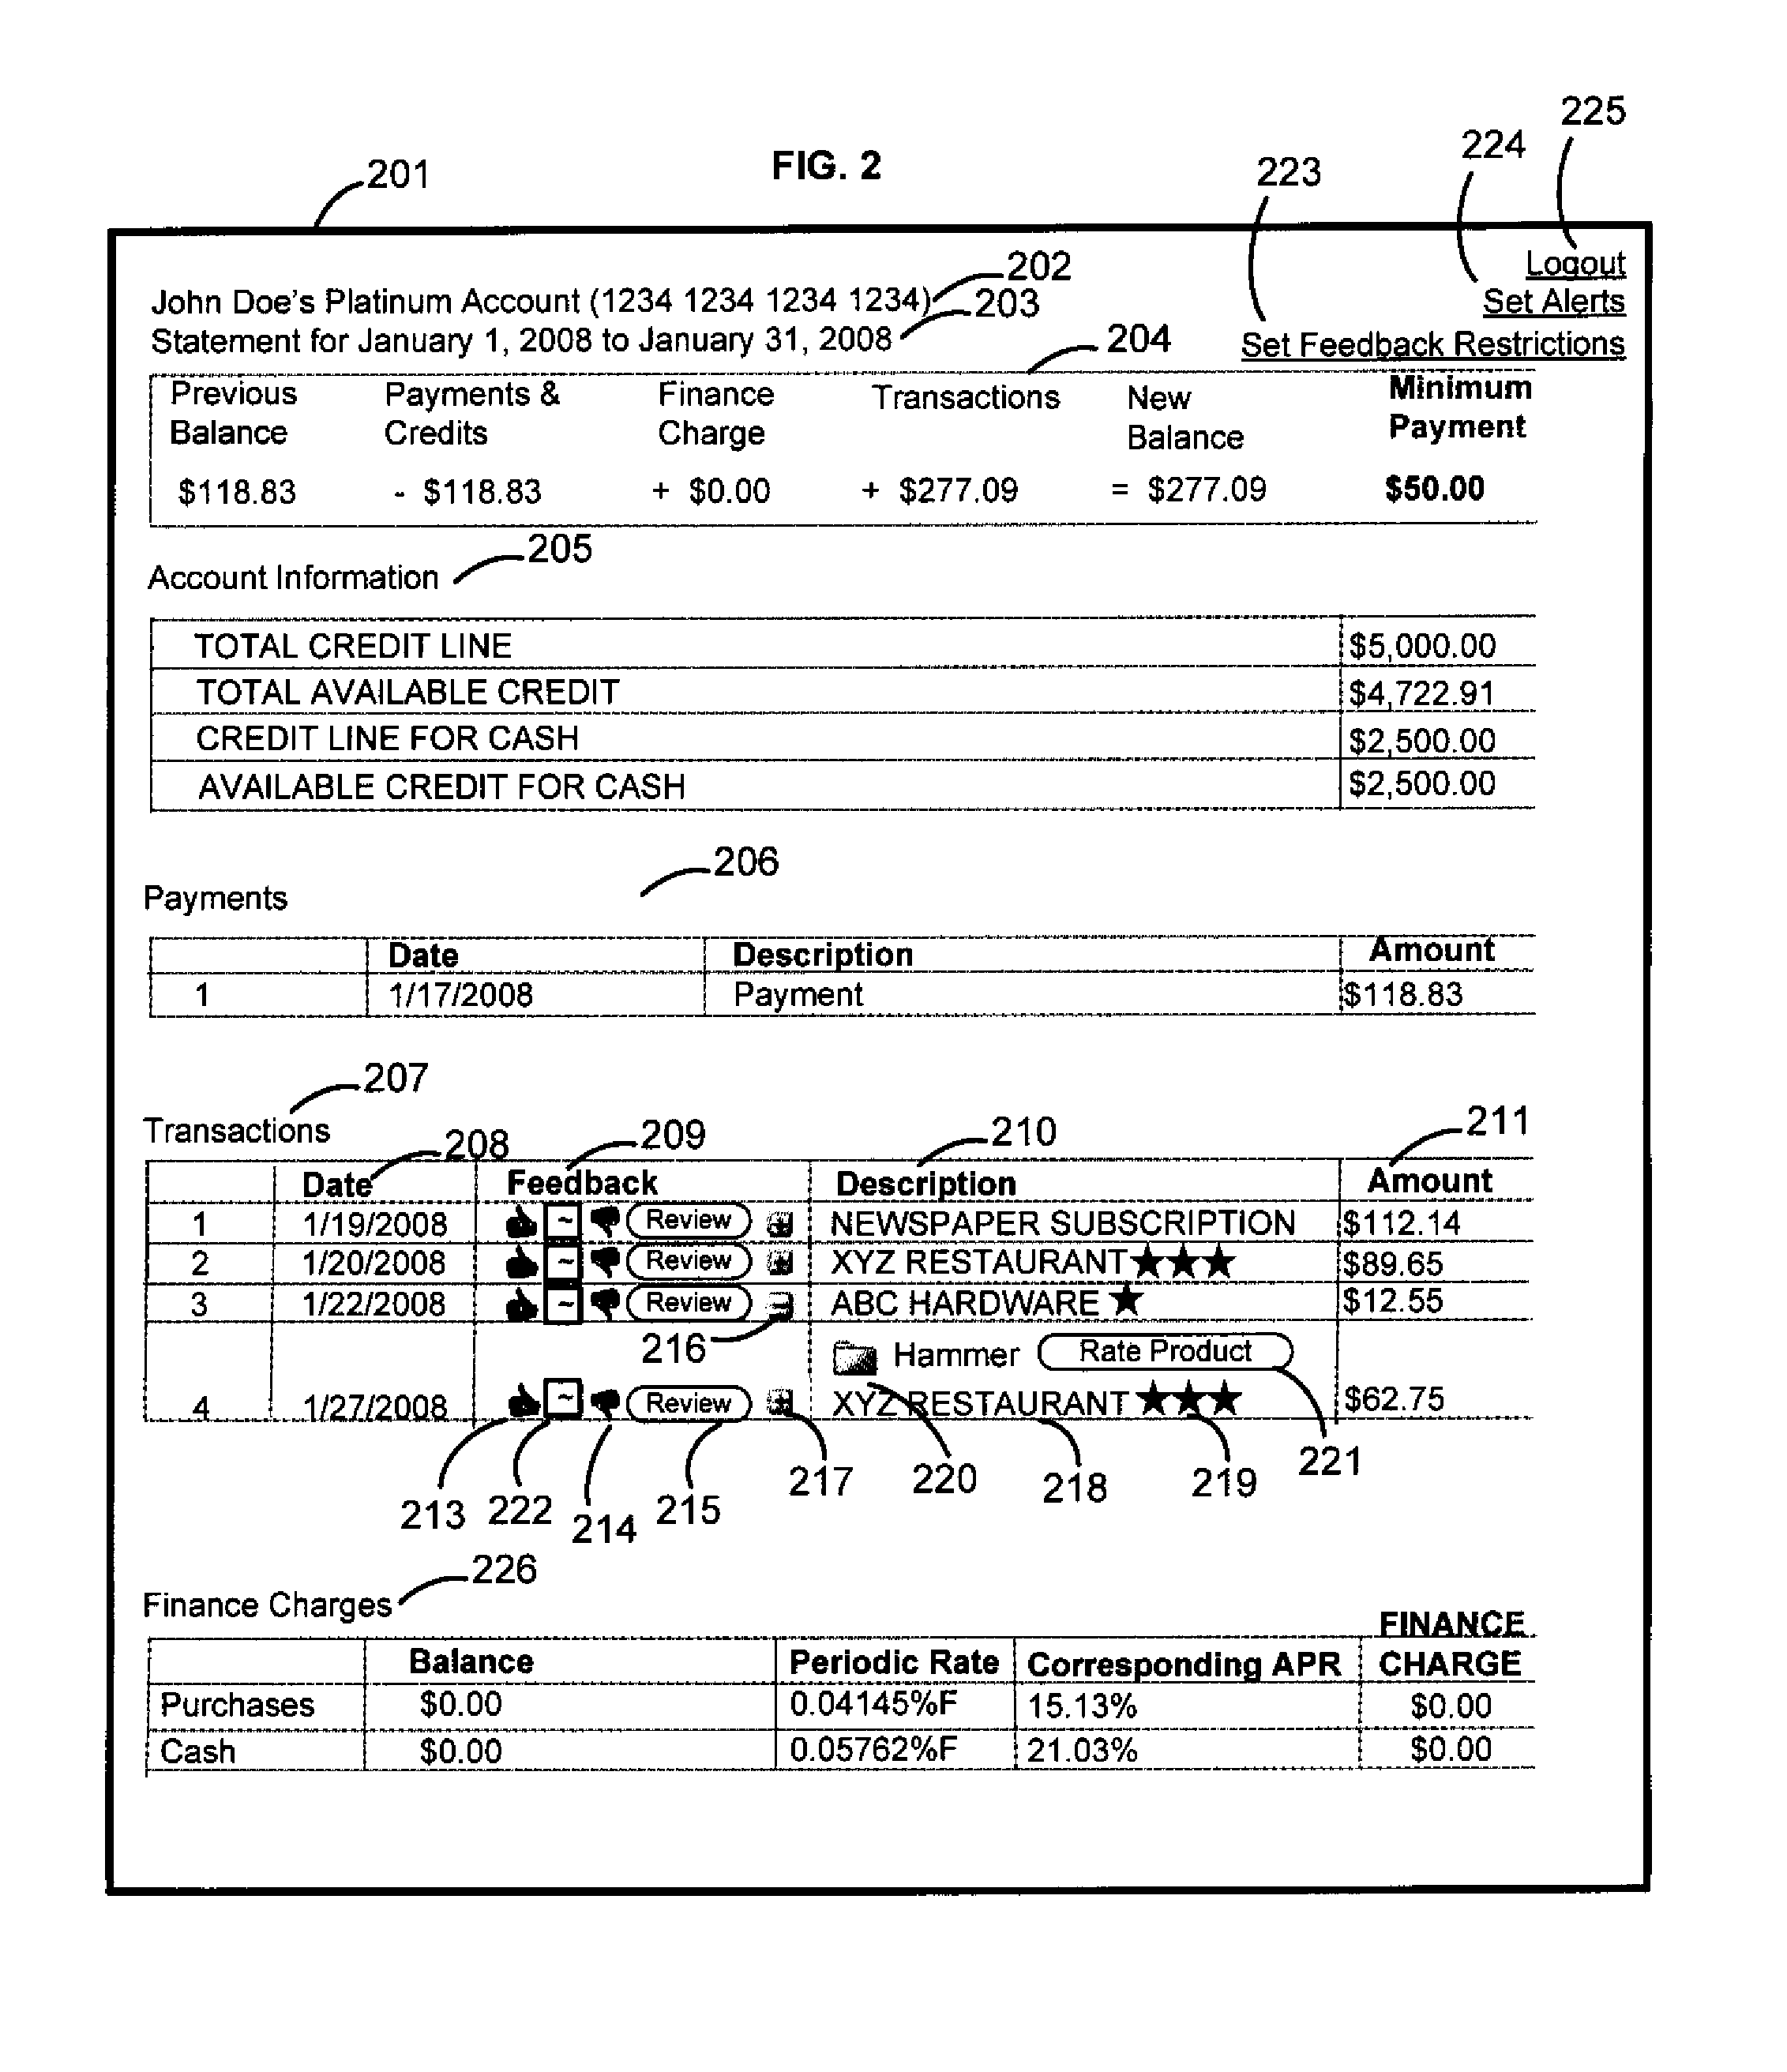 225
224
FIG. 2
223
201
Logout
202
John Doe's Platinum Account (1234 1234 1234 1234)
203
Set Alerts
Statement for January 1, 2008 to January 31, 2008
204
Set Feedback Restrictions
Previous Balance Payments & Credits Finance Charge Transactions New Balance Minimum Payment
$118.83 - $118.83 + $0.00 + $277.09 = $277.09 $50.00
205
Account Information
TOTAL CREDIT LINE $5,000.00
TOTAL AVAILABLE CREDIT $4,722.91
CREDIT LINE FOR CASH $2,500.00
AVAILABLE CREDIT FOR CASH $2,500.00
206
Payments
Date Description Amount
1 1/17/2008 Payment $118.83
207
Transactions
208 209 210 211
Date Feedback Description Amount
1 1/19/2008 ~ Review + NEWSPAPER SUBSCRIPTION $112.14
2 1/20/2008 ~ Review + XYZ RESTAURANT★★★ $89.65
3 1/22/2008 ~ Review - ABC HARDWARE ★ $12.55
216 Hammer Rate Product
4 1/27/2008 ~ Review + XYZ RESTAURANT ★★★ $62.75
213 222 214 215 217 220 218 219 221
226
Finance Charges
Balance Periodic Rate Corresponding APR FINANCE CHARGE
Purchases $0.00 0.04145%F 15.13% $0.00
Cash $0.00 0.05762%F 21.03% $0.00